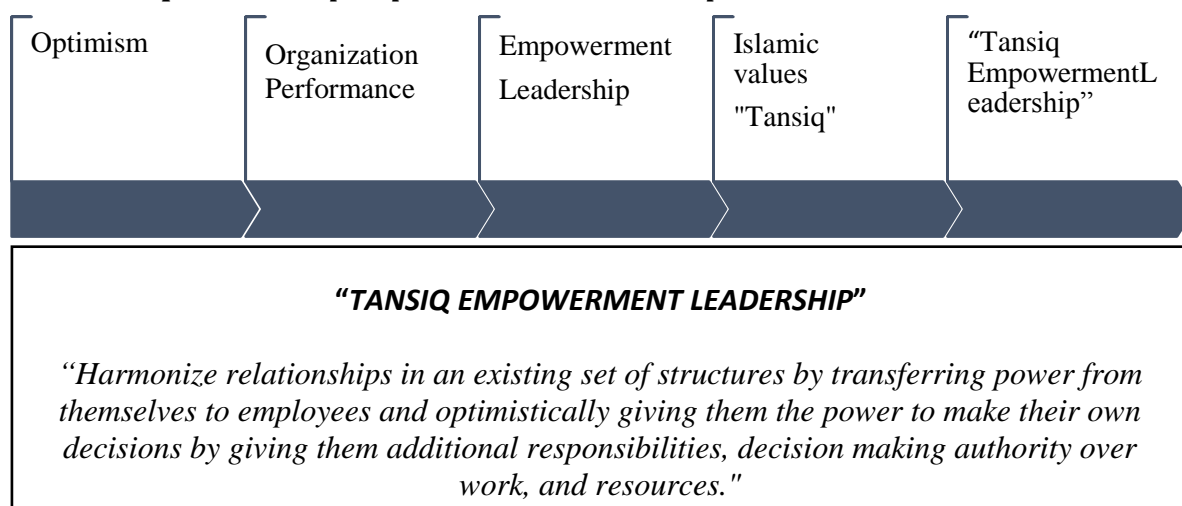 Optimism
Organization
Performance
Empowerment
Leadership
Islamic
values
"Tansiq"
“Tansiq
EmpowermentL
eadership”
“TANSIQ EMPOWERMENT LEADERSHIP”
“Harmonize relationships in an existing set of structures by transferring power from
themselves to employees and optimistically giving them the power to make their own
decisions by giving them additional responsibilities, decision making authority over
work, and resources."